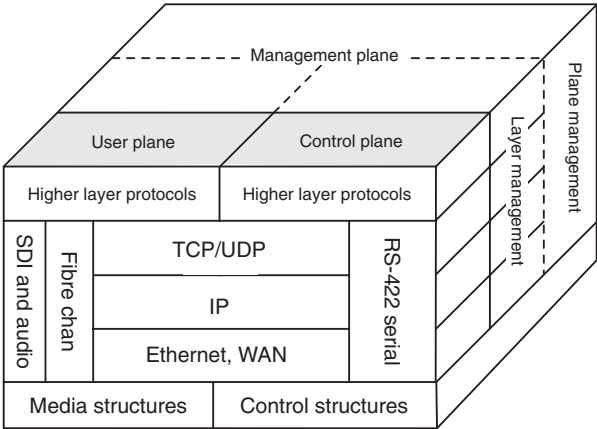 Management plane
User plane
Control plane
Plane management
Layer management
Higher layer protocols
Higher layer protocols
SDI and audio
Fibre chan
TCP/UDP
IP
Ethernet, WAN
RS-422 serial
Media structures
Control structures